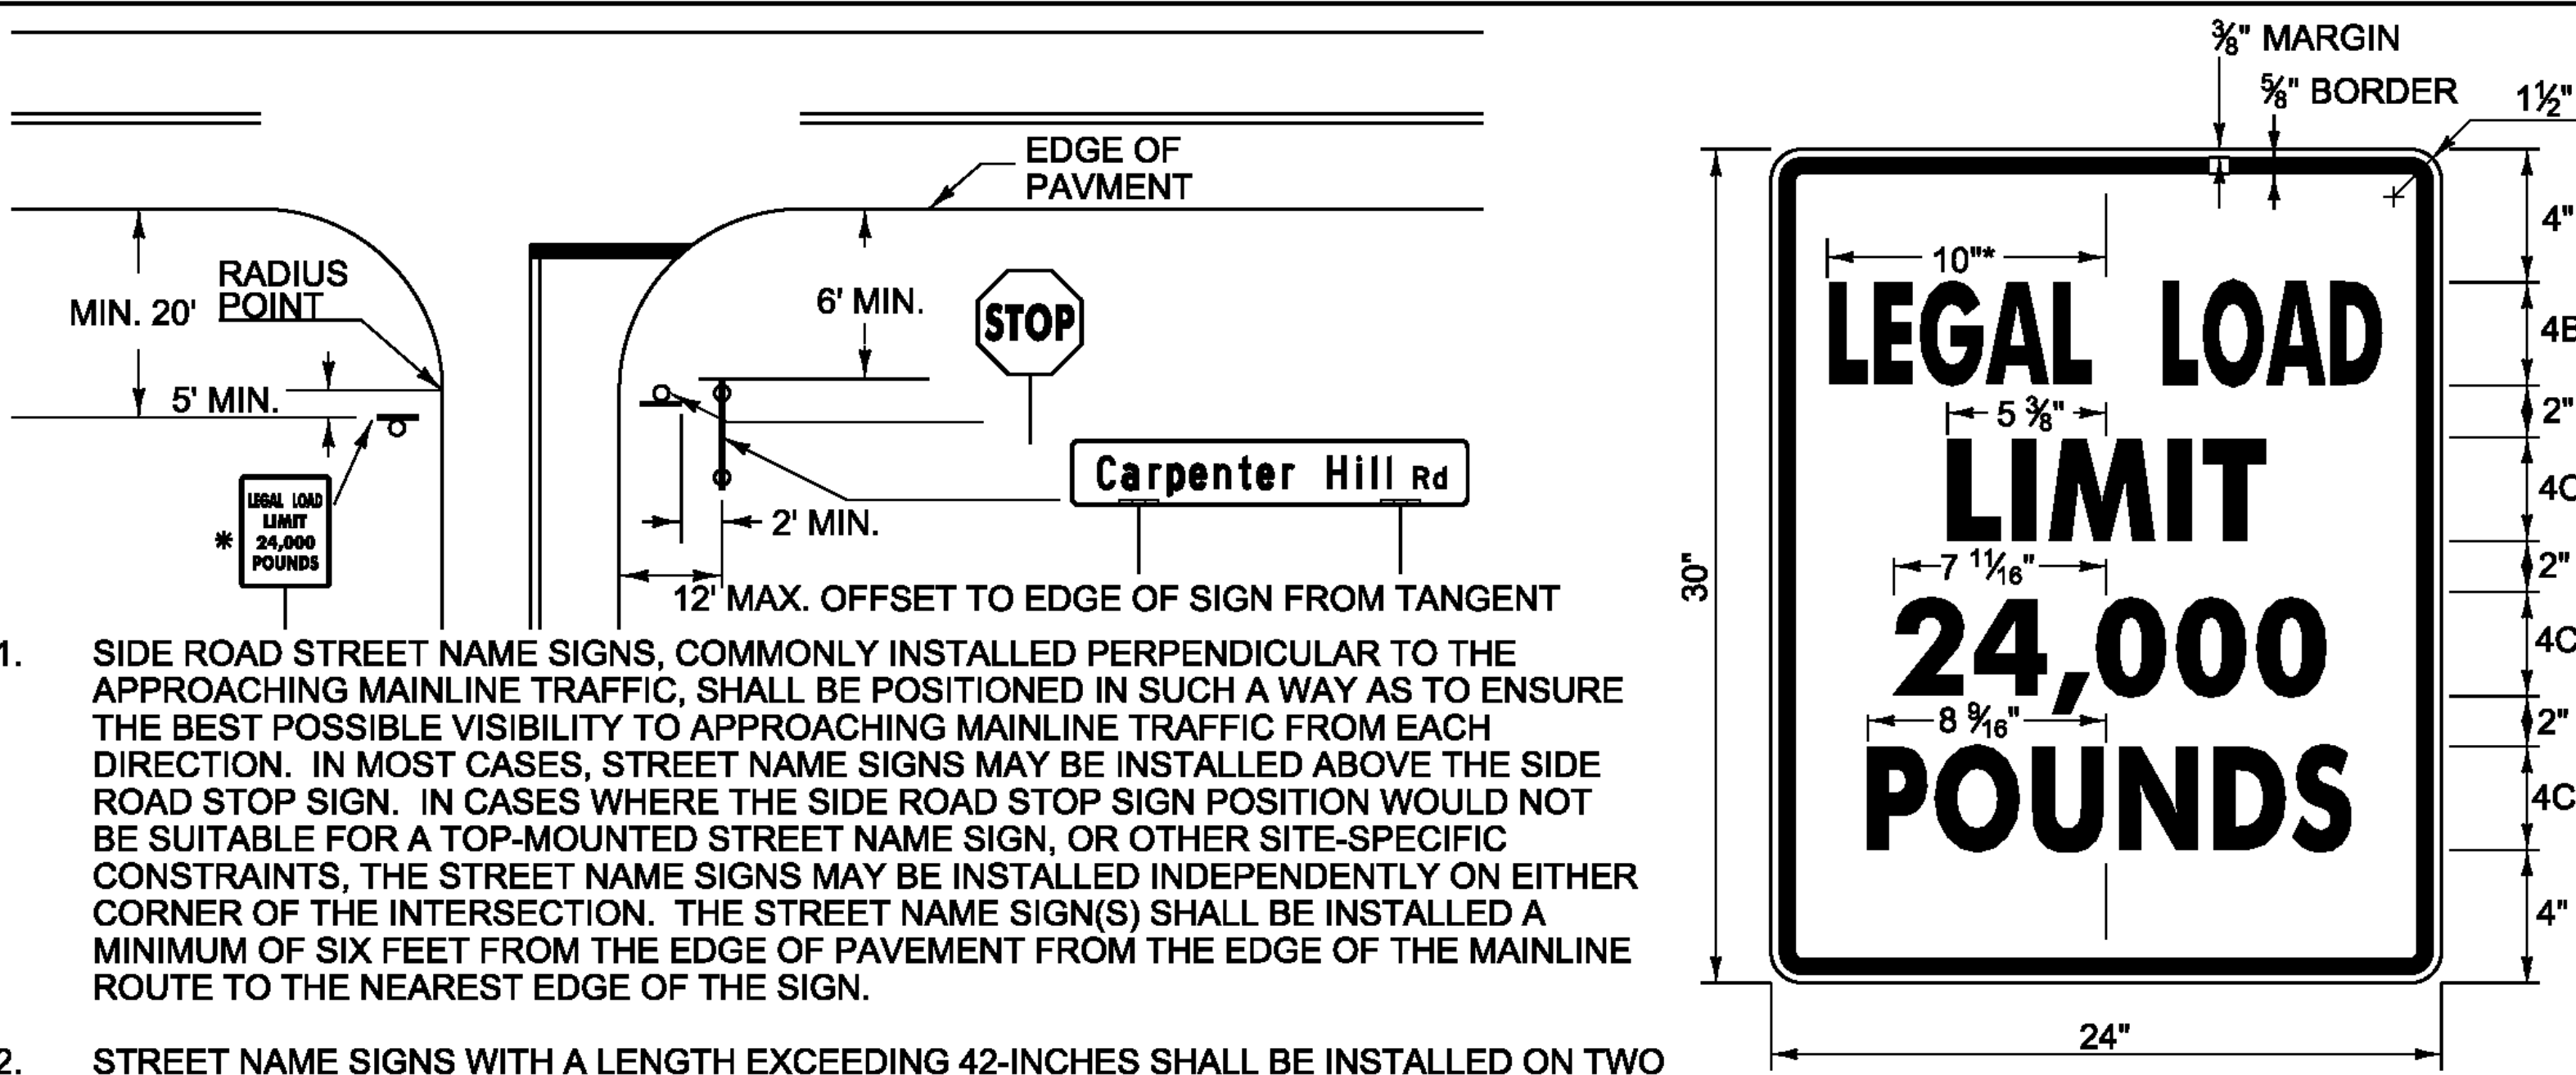 EDGE OF
PAVMENT
RADIUS
POINT
MIN. 20'
5' MIN.
6' MIN.
STOP
Carpenter Hill Rd
2' MIN.
LEGAL LOAD
LIMIT
24,000
POUNDS
*
12' MAX. OFFSET TO EDGE OF SIGN FROM TANGENT
1. SIDE ROAD STREET NAME SIGNS, COMMONLY INSTALLED PERPENDICULAR TO THE
APPROACHING MAINLINE TRAFFIC, SHALL BE POSITIONED IN SUCH A WAY AS TO ENSURE
THE BEST POSSIBLE VISIBILITY TO APPROACHING MAINLINE TRAFFIC FROM EACH
DIRECTION. IN MOST CASES, STREET NAME SIGNS MAY BE INSTALLED ABOVE THE SIDE
ROAD STOP SIGN. IN CASES WHERE THE SIDE ROAD STOP SIGN POSITION WOULD NOT
BE SUITABLE FOR A TOP-MOUNTED STREET NAME SIGN, OR OTHER SITE-SPECIFIC
CONSTRAINTS, THE STREET NAME SIGNS MAY BE INSTALLED INDEPENDENTLY ON EITHER
CORNER OF THE INTERSECTION. THE STREET NAME SIGN(S) SHALL BE INSTALLED A
MINIMUM OF SIX FEET FROM THE EDGE OF PAVEMENT FROM THE EDGE OF THE MAINLINE
ROUTE TO THE NEAREST EDGE OF THE SIGN.
2. STREET NAME SIGNS WITH A LENGTH EXCEEDING 42-INCHES SHALL BE INSTALLED ON TWO
3/8" MARGIN
5/8" BORDER
1 1/2"
4"
10"*
LEGAL LOAD
4B
5 3/8"
2"
LIMIT
4C
7 11/16"
2"
30"
24,000
4C
8 9/16"
2"
POUNDS
4C
4"
24"